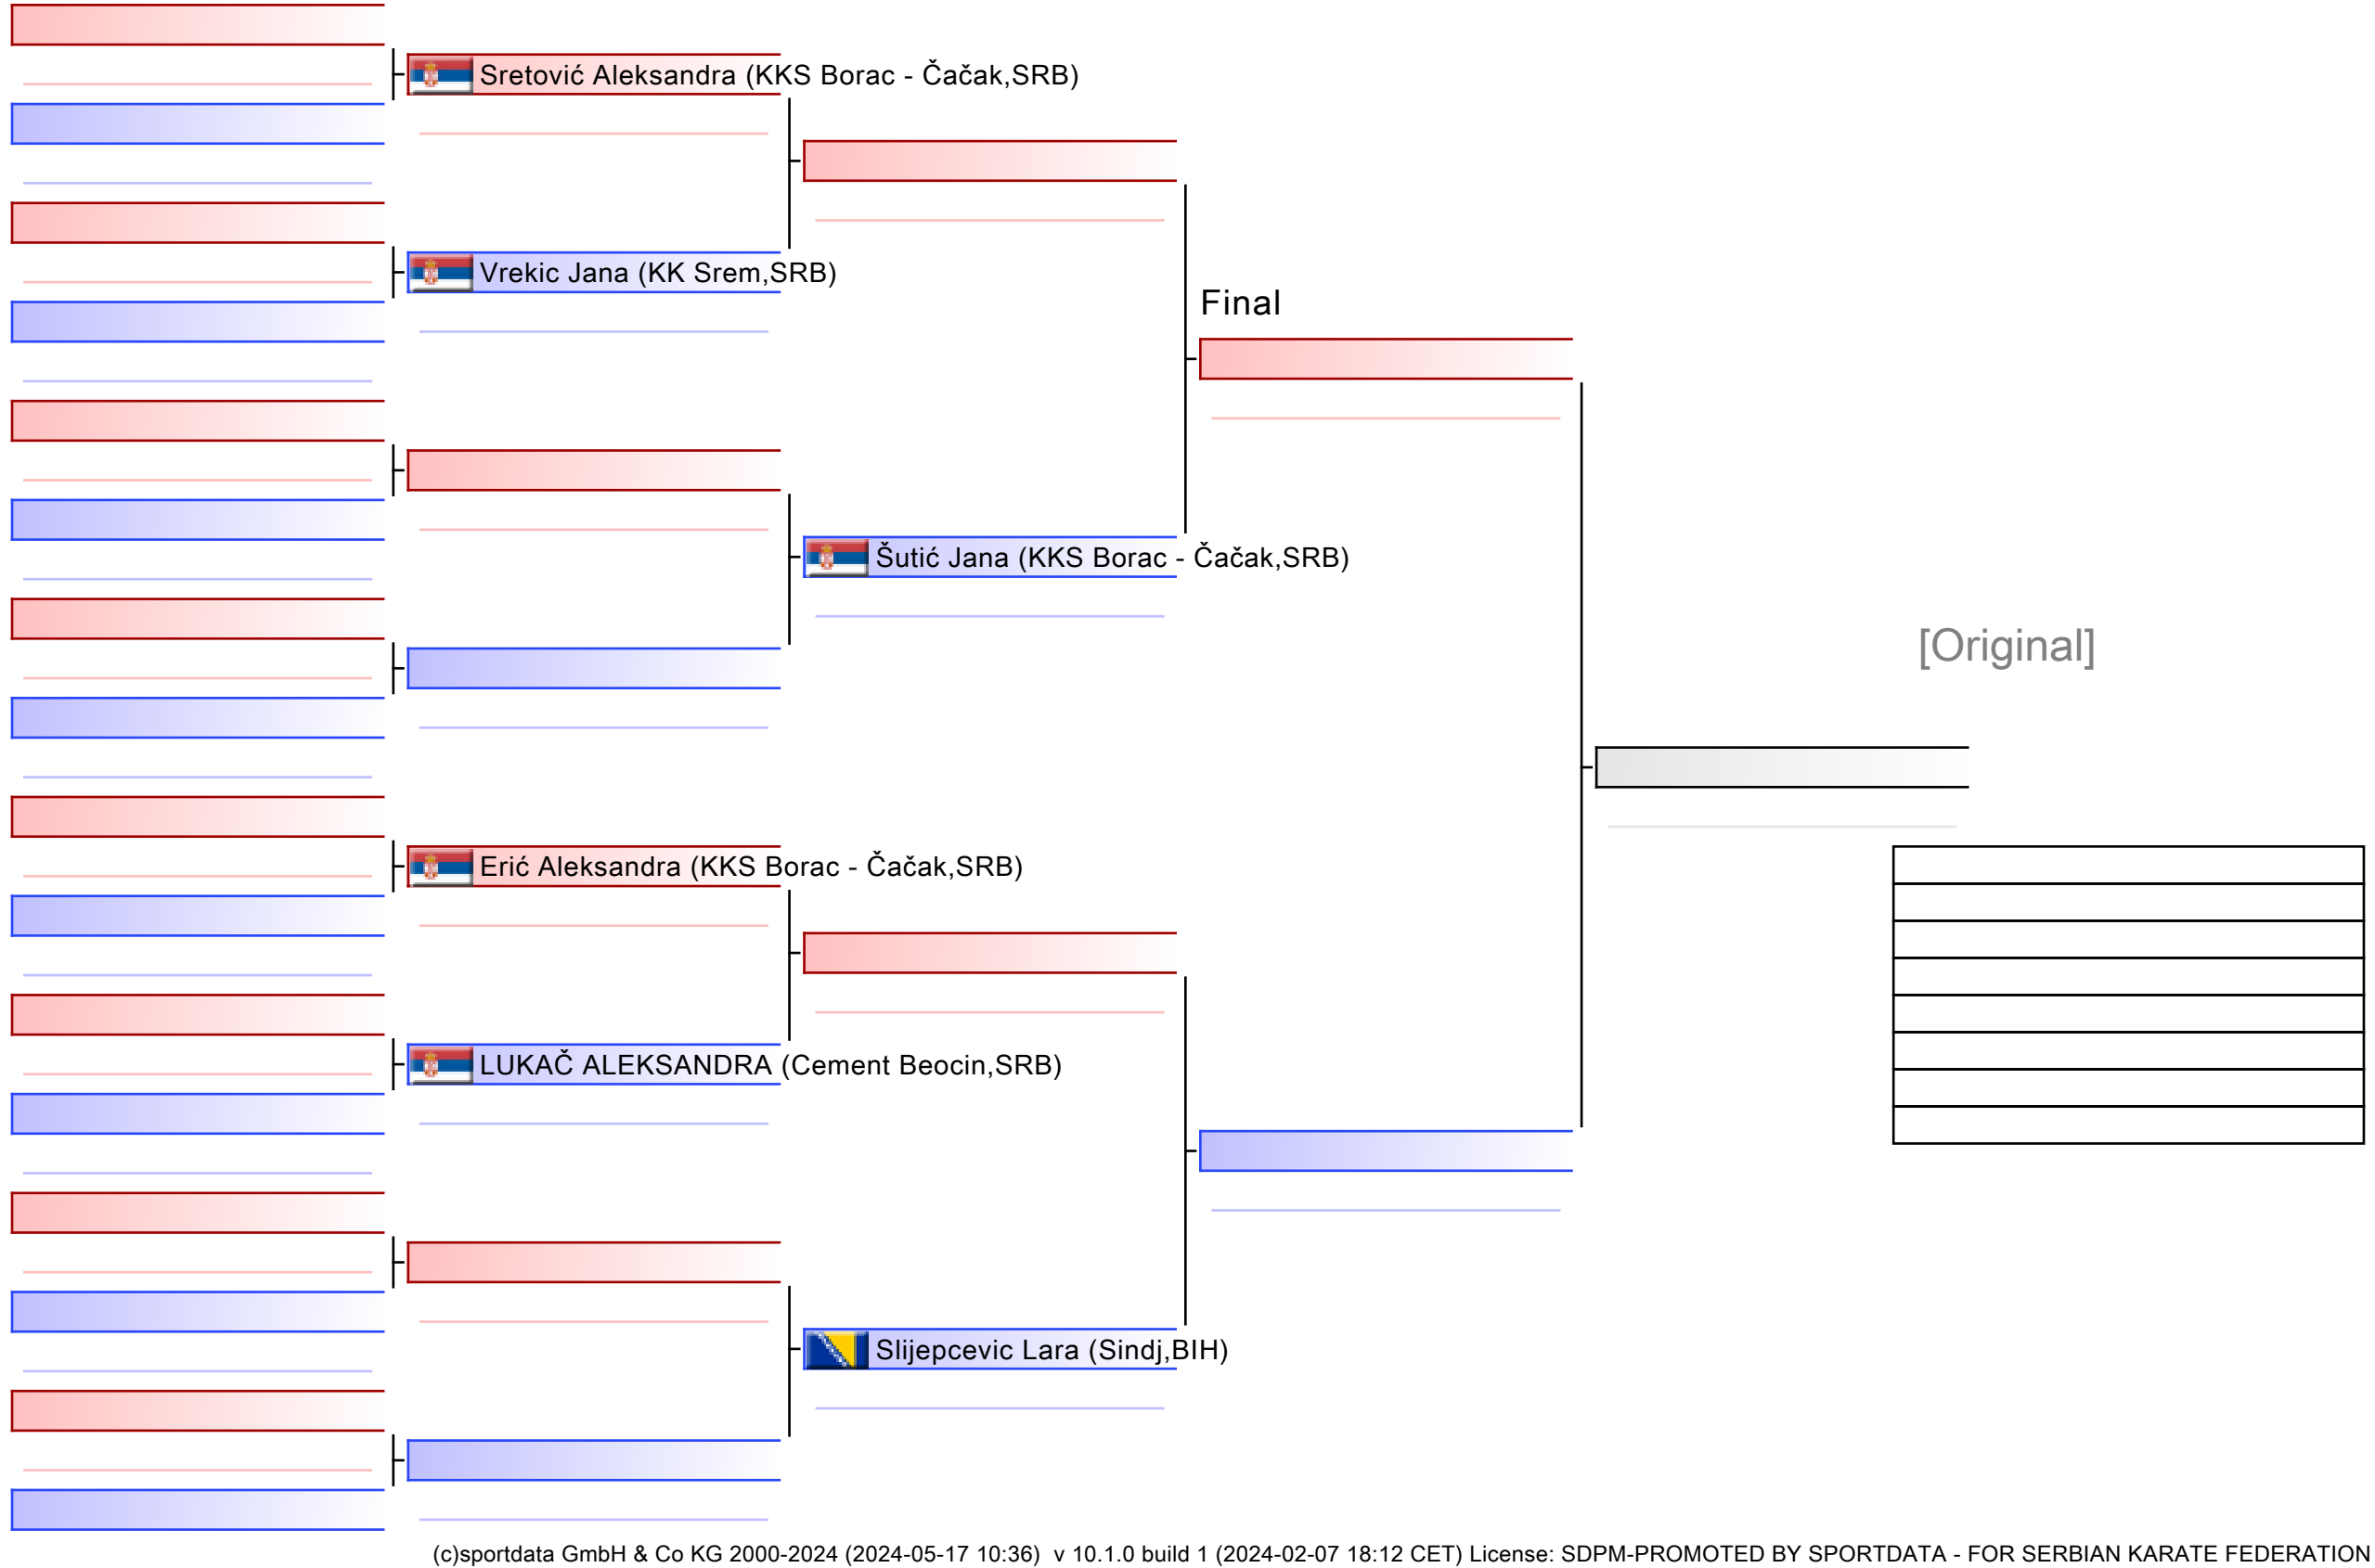 Sretović Aleksandra (KKS Borac - Čačak,SRB)
Vrekic Jana (KK Srem,SRB)
Final
Šutić Jana (KKS Borac - Čačak,SRB)
[Original]
Erić Aleksandra (KKS Borac - Čačak,SRB)
LUKAČ ALEKSANDRA (Cement Beocin,SRB)
Slijepcevic Lara (Sindj,BIH)
(c)sportdata GmbH & Co KG 2000-2024 (2024-05-17 10:36) v 10.1.0 build 1 (2024-02-07 18:12 CET) License: SDPM-PROMOTED BY SPORTDATA - FOR SERBIAN KARATE FEDERATION